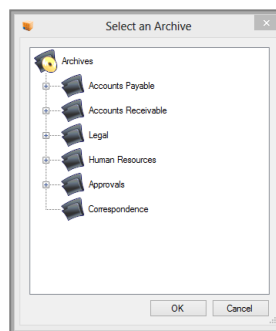 Select an Archive
Archives
Accounts Payable
Accounts Receivable
Legal
Human Resources
Approvals
Correspondence
OK Cancel